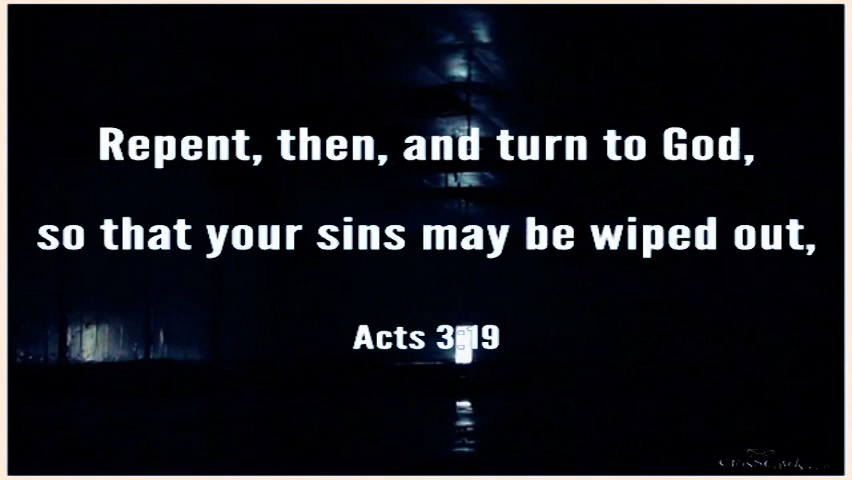 Repent, then, and turn to God,
so that your sins may be wiped out,
Acts 3:19